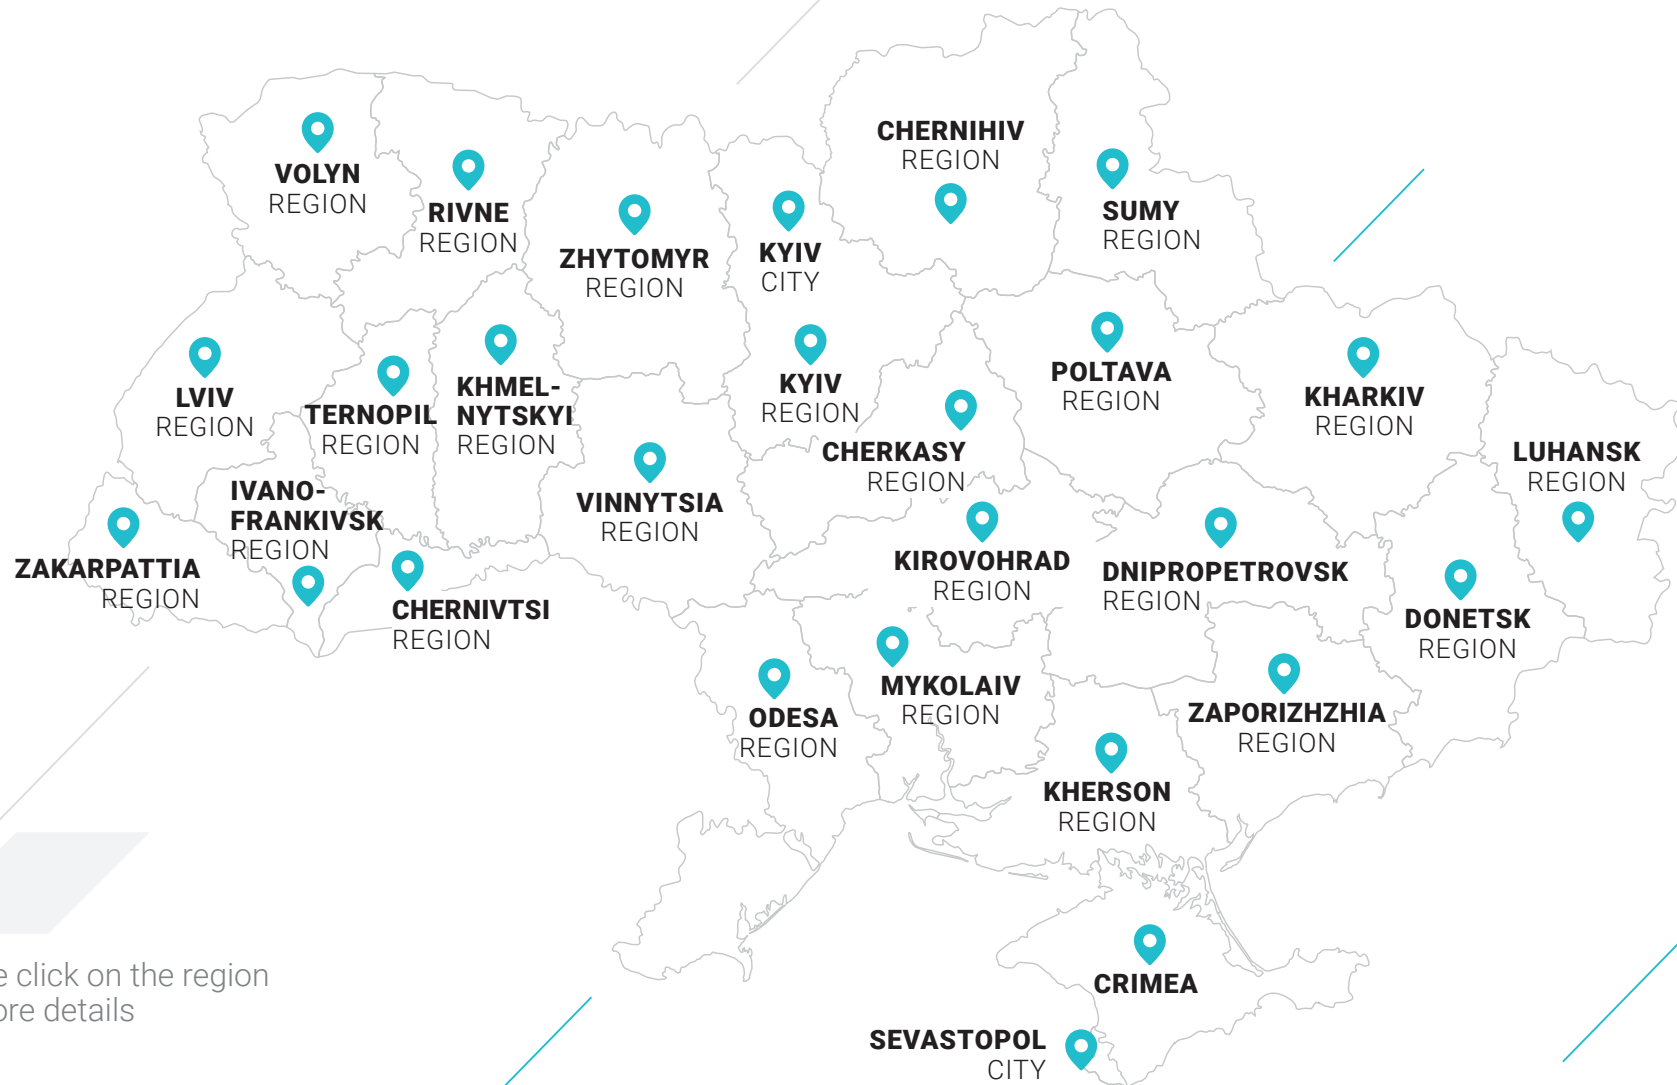 CHERNIHIV
REGION
VOLYN
REGION
RIVNE
REGION
SUMY
REGION
ZHYTOMYR
REGION
KYIV
CITY
LVIV
REGION
TERNOPIL
REGION
KHMEL-
NYTSKYI
REGION
KYIV
REGION
POLTAVA
REGION
KHARKIV
REGION
CHERKASY
REGION
LUHANSK
REGION
IVANO-
FRANKIVSK
REGION
VINNYTSIA
REGION
ZAKARPATTIA
REGION
KIROVOHRAD
REGION
DNIPROPETROVSK
REGION
CHERNIVTSI
REGION
DONETSK
REGION
MYKOLAIV
REGION
ODESA
REGION
ZAPORIZHZHIA
REGION
KHERSON
REGION
e click on the region
ore details
CRIMEA
SEVASTOPOL
CITY